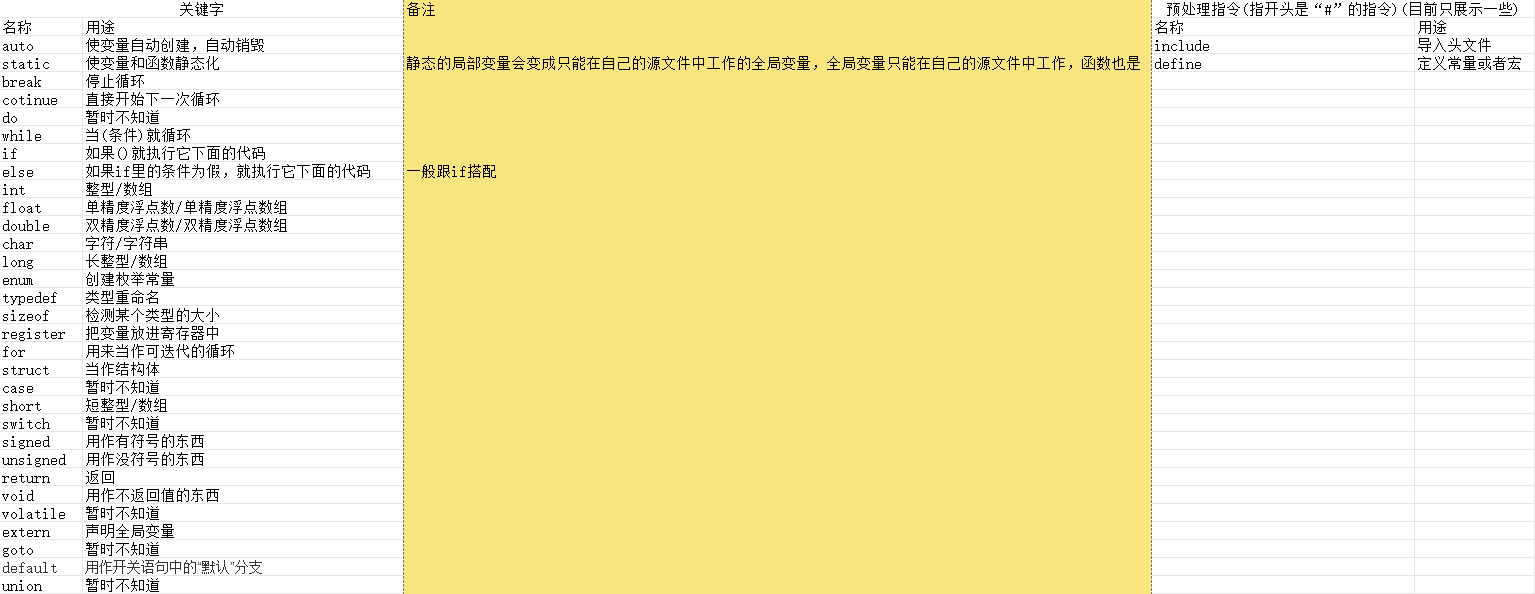 关键字 备注 预处理指令(指开头是“#”的指令)(目前只展示一些)
名称 用途 名称 用途
auto 使变量自动创建，自动销毁 include 导入头文件
static 使变量和函数静态化 静态的局部变量会变成只能在自己的源文件中工作的全局变量，全局变量只能在自己的源文件中工作，函数也是 define 定义常量或者宏
break 停止循环
cotinue 直接开始下一次循环
do 暂时不知道
while 当(条件)就循环
if 如果()就执行它下面的代码
else 如果if里的条件为假，就执行它下面的代码 一般跟if搭配
int 整型/数组
float 单精度浮点数/单精度浮点数组
double 双精度浮点数/双精度浮点数组
char 字符/字符串
long 长整型/数组
enum 创建枚举常量
typedef 类型重命名
sizeof 检测某个类型的大小
register 把变量放进寄存器中
for 用来当作可迭代的循环
struct 当作结构体
case 暂时不知道
short 短整型/数组
switch 暂时不知道
signed 用作有符号的东西
unsigned 用作没符号的东西
return 返回
void 用作不返回值的东西
volatile 暂时不知道
extern 声明全局变量
goto 暂时不知道
default 用作开关语句中的“默认”分支
union 暂时不知道